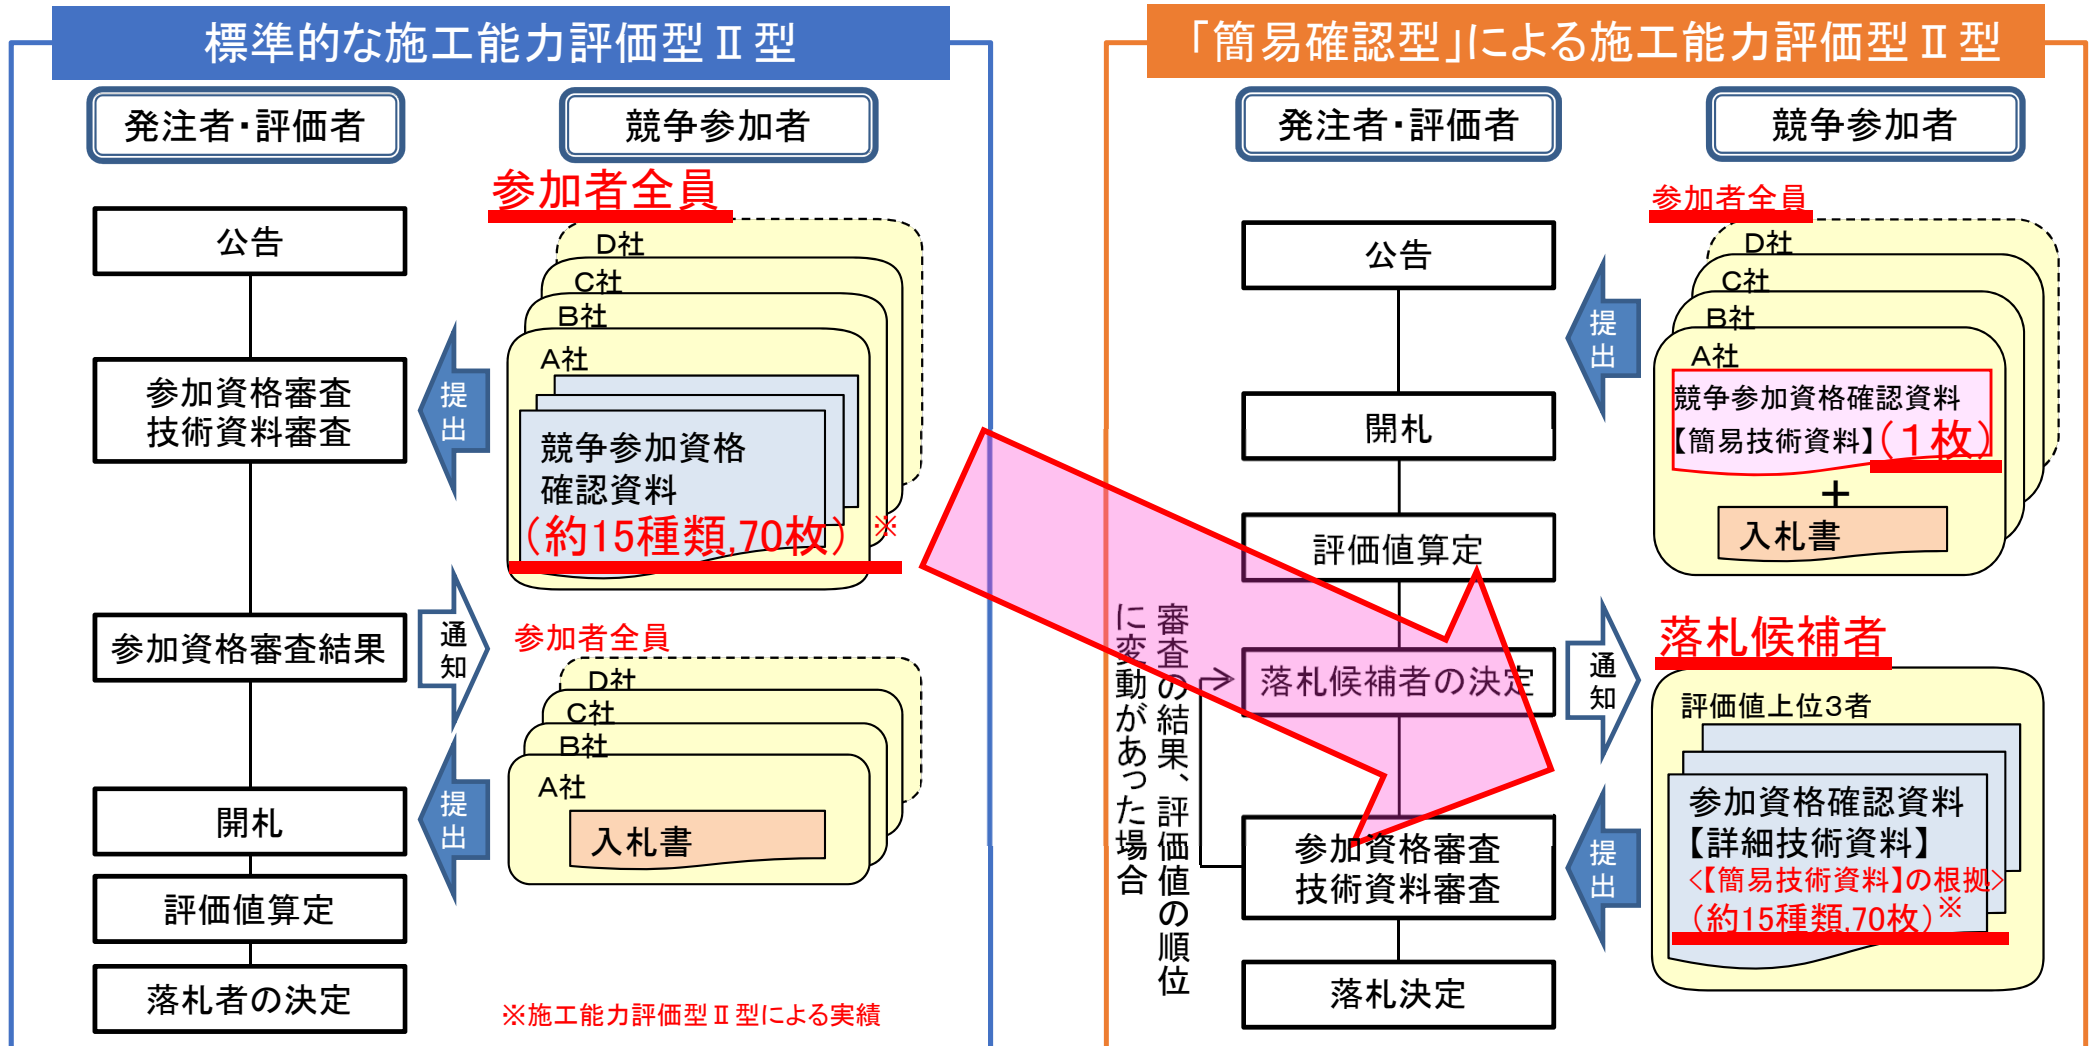 標準的な施工能力評価型Ⅱ型
発注者・評価者
競争参加者
公告
参加資格審査
技術資料審査
参加資格審査結果
開札
評価値算定
落札者の決定
提出
通知
提出
参加者全員
D社
C社
B社
A社
競争参加資格
確認資料
（約15種類,70枚）※
参加者全員
D社
C社
B社
A社
入札書
※施工能力評価型Ⅱ型による実績
「簡易確認型」による施工能力評価型Ⅱ型
発注者・評価者
競争参加者
公告
開札
評価値算定
落札候補者の決定
参加資格審査
技術資料審査
落札決定
審査の結果、評価値の順位
に変動があった場合
提出
通知
提出
参加者全員
D社
C社
B社
A社
競争参加資格確認資料
【簡易技術資料】（1枚）
＋
入札書
落札候補者
評価値上位3者
参加資格確認資料
【詳細技術資料】
<【簡易技術資料】の根拠>
（約15種類,70枚）※